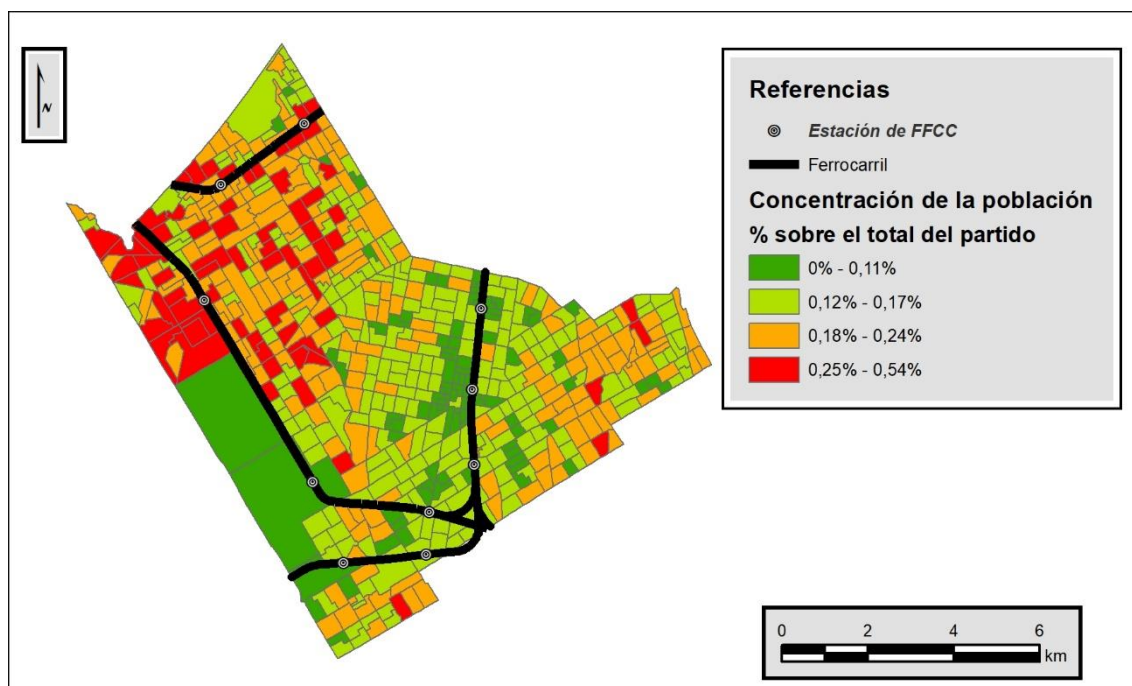 N
Referencias
Estación de FFCC
Ferrocarril
Concentración de la población
% sobre el total del partido
0% - 0,11%
0,12% - 0,17%
0,18% - 0,24%
0,25% - 0,54%
0 2 4 6
km